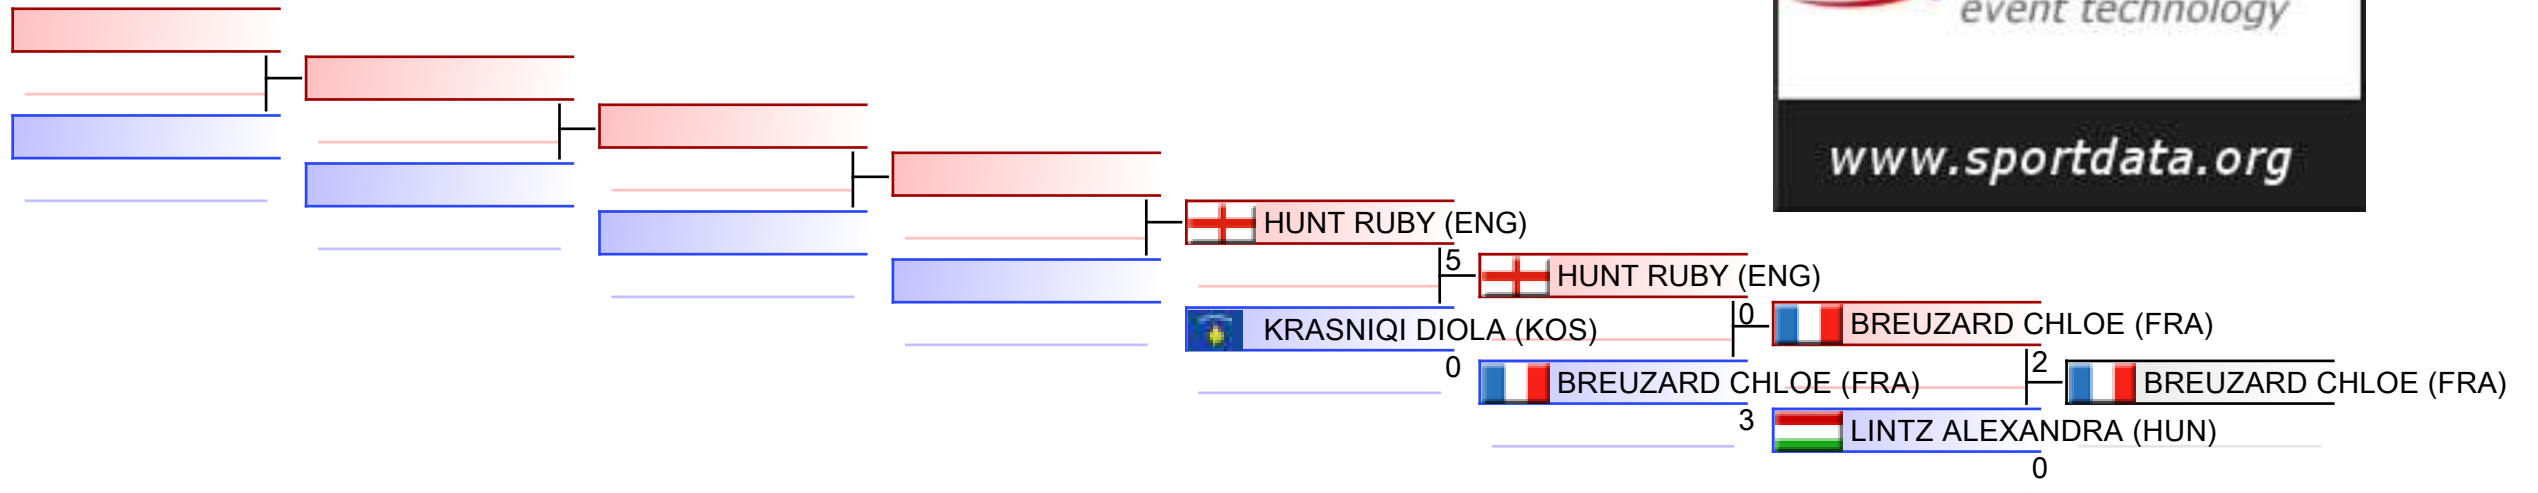 event technology
www.sportdata.org
HUNT RUBY (ENG)
5
HUNT RUBY (ENG)
KRASNIQI DIOLA (KOS)
0
0
BREUZARD CHLOE (FRA)
BREUZARD CHLOE (FRA)
3
2
BREUZARD CHLOE (FRA)
LINTZ ALEXANDRA (HUN)
0